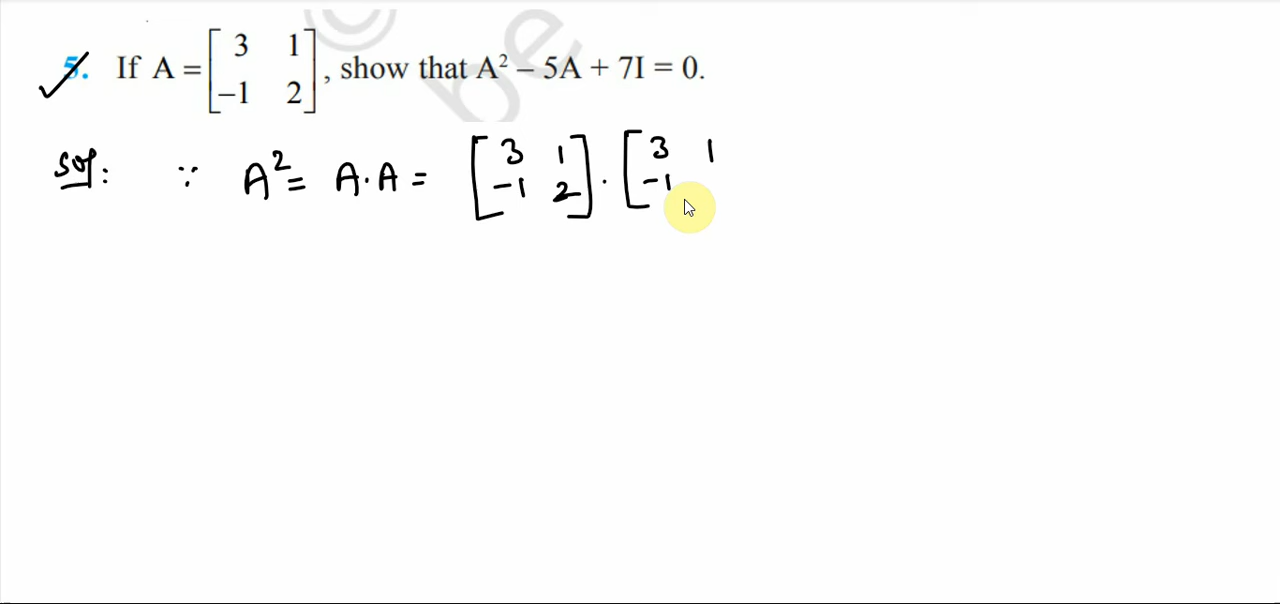 5. If A = [3 1; −1 2], show that A² – 5A + 7I = 0.
Sol: ∵ A² = A·A = [3 1; -1 2] · [3 1; -1
© be